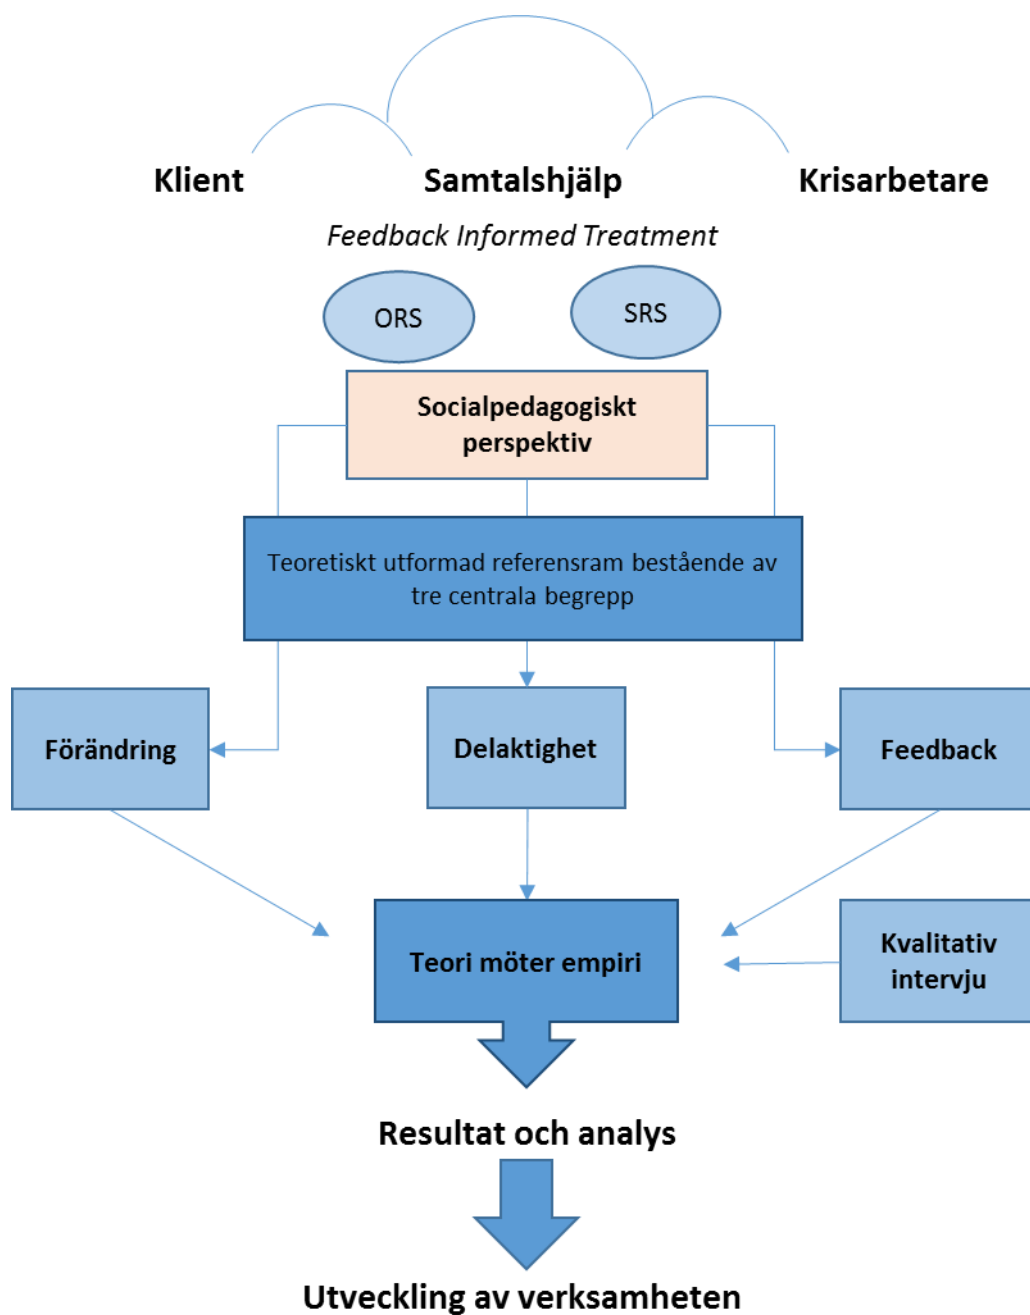 Klient
Samtalshjälp
Krisarbetare
Feedback Informed Treatment
ORS
SRS
Socialpedagogiskt
perspektiv
Teoretiskt utformad referensram bestående av
tre centrala begrepp
Förändring
Delaktighet
Feedback
Teori möter empiri
Kvalitativ
intervju
Resultat och analys
Utveckling av verksamheten